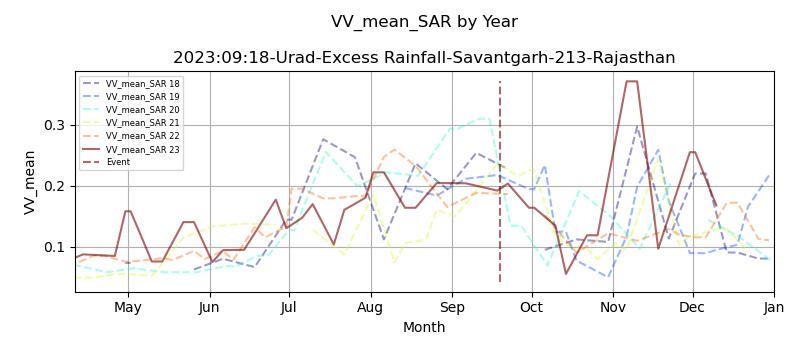 VV_mean_SAR by Year
2023:09:18-Urad-Excess Rainfall-Savantgarh-213-Rajasthan
VV_mean_SAR 18
VV_mean_SAR 19
VV_mean_SAR 20
VV_mean_SAR 21
VV_mean_SAR 22
VV_mean_SAR 23
Event
VV_mean
0.3
0.2
0.1
May Jun Jul Aug Sep Oct Nov Dec Jan
Month